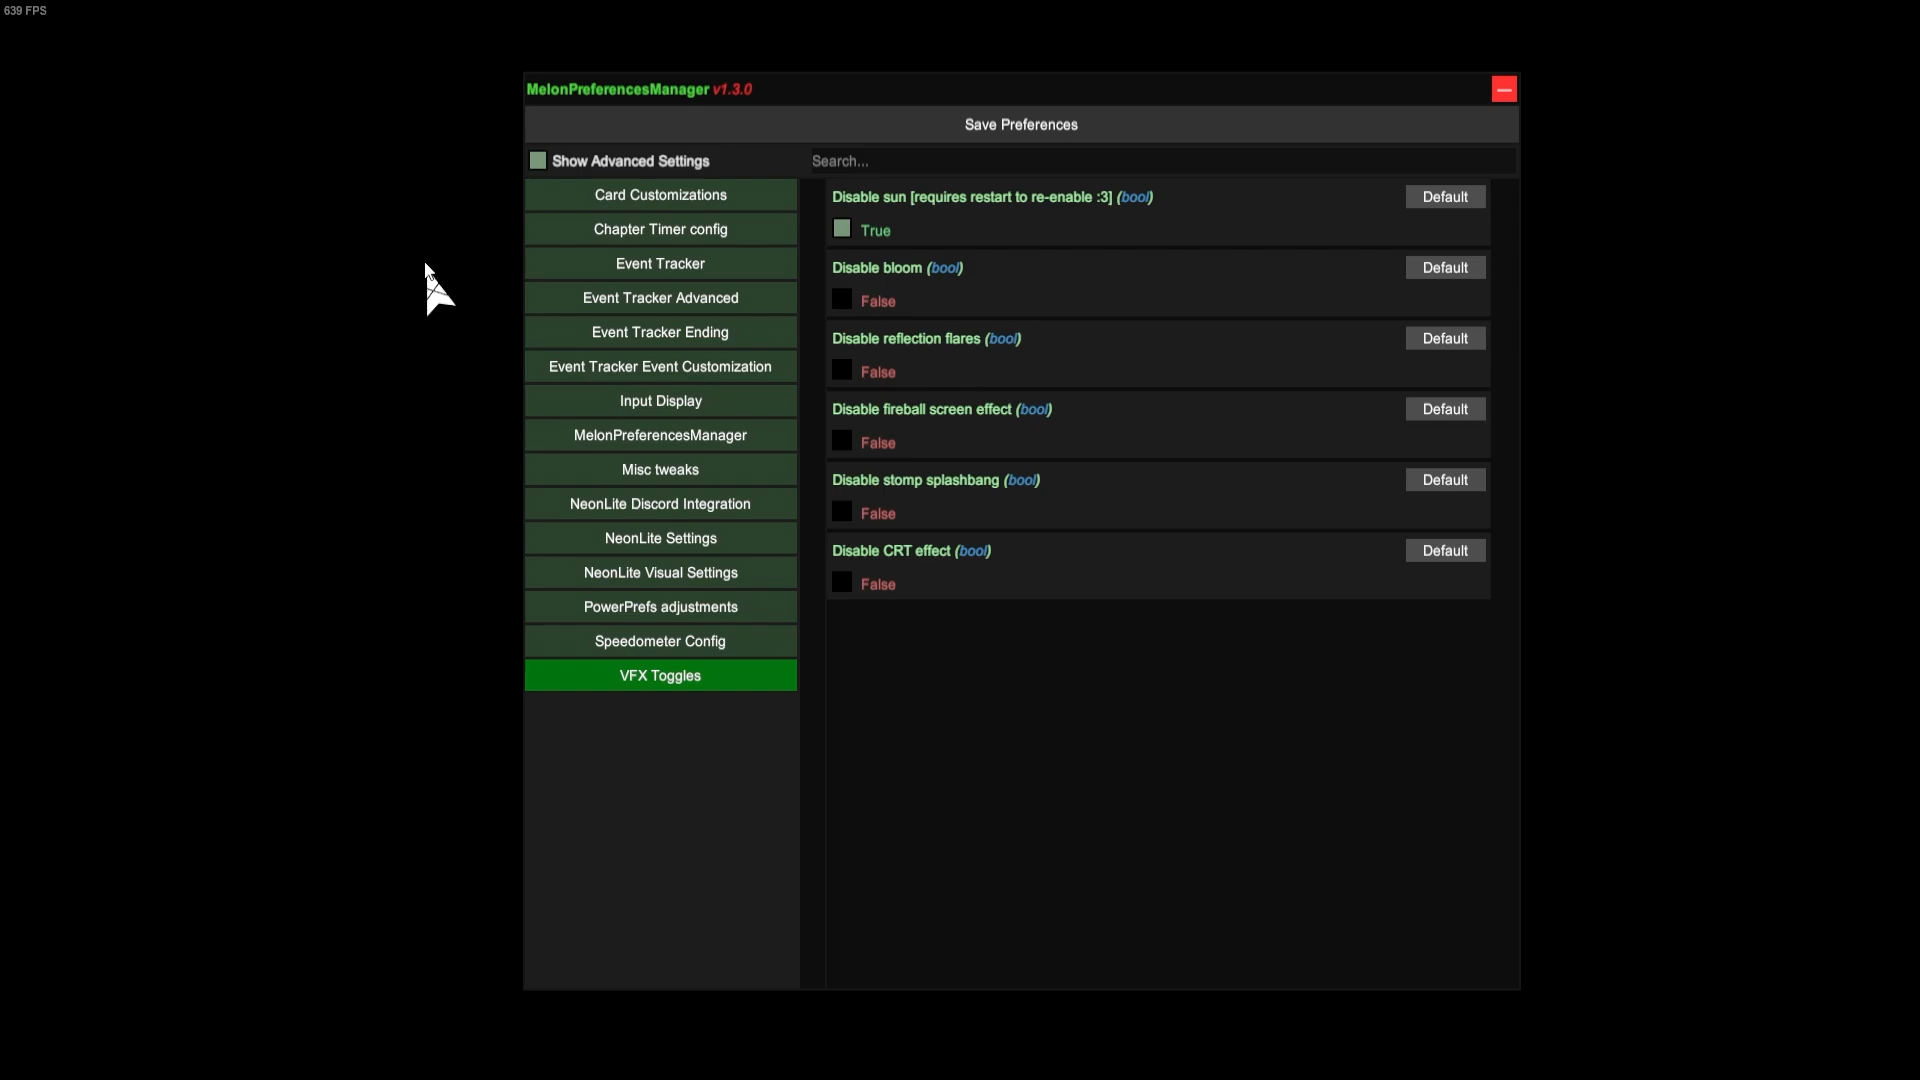 639 FPS
MelonPreferencesManager v1.3.0
Save Preferences
Show Advanced Settings
Search...
Card Customizations
Chapter Timer config
Event Tracker
Event Tracker Advanced
Event Tracker Ending
Event Tracker Event Customization
Input Display
MelonPreferencesManager
Misc tweaks
NeonLite Discord Integration
NeonLite Settings
NeonLite Visual Settings
PowerPrefs adjustments
Speedometer Config
VFX Toggles
Disable sun [requires restart to re-enable :3] (bool)
Default
True
Disable bloom (bool)
Default
False
Disable reflection flares (bool)
Default
False
Disable fireball screen effect (bool)
Default
False
Disable stomp splashbang (bool)
Default
False
Disable CRT effect (bool)
Default
False